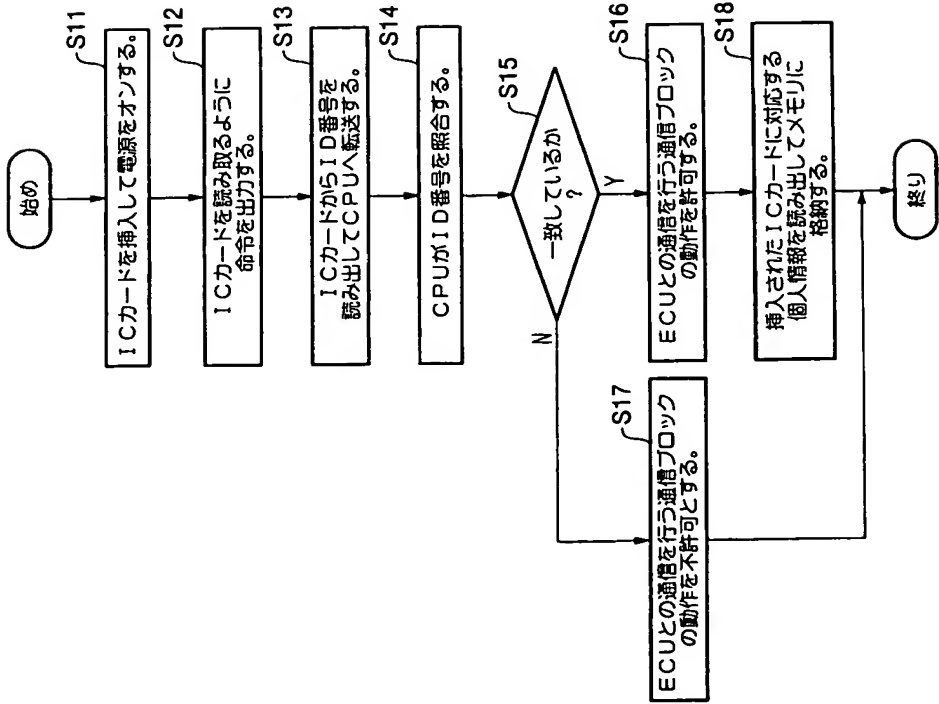 始め
S11
ICカードを挿入して電源をオンする。
S12
ICカードを読み取るように
命令を出力する。
S13
ICカードからID番号を
読み出してCPUへ転送する。
S14
CPUがID番号を照合する。
S15
一致しているか
?
N
Y
S16
ECUとの通信を行う通信ブロック
の動作を許可する。
S17
ECUとの通信を行う通信ブロック
の動作を不許可とする。
S18
挿入されたICカードに対応する
個人情報を読み出してメモリに
格納する。
終り